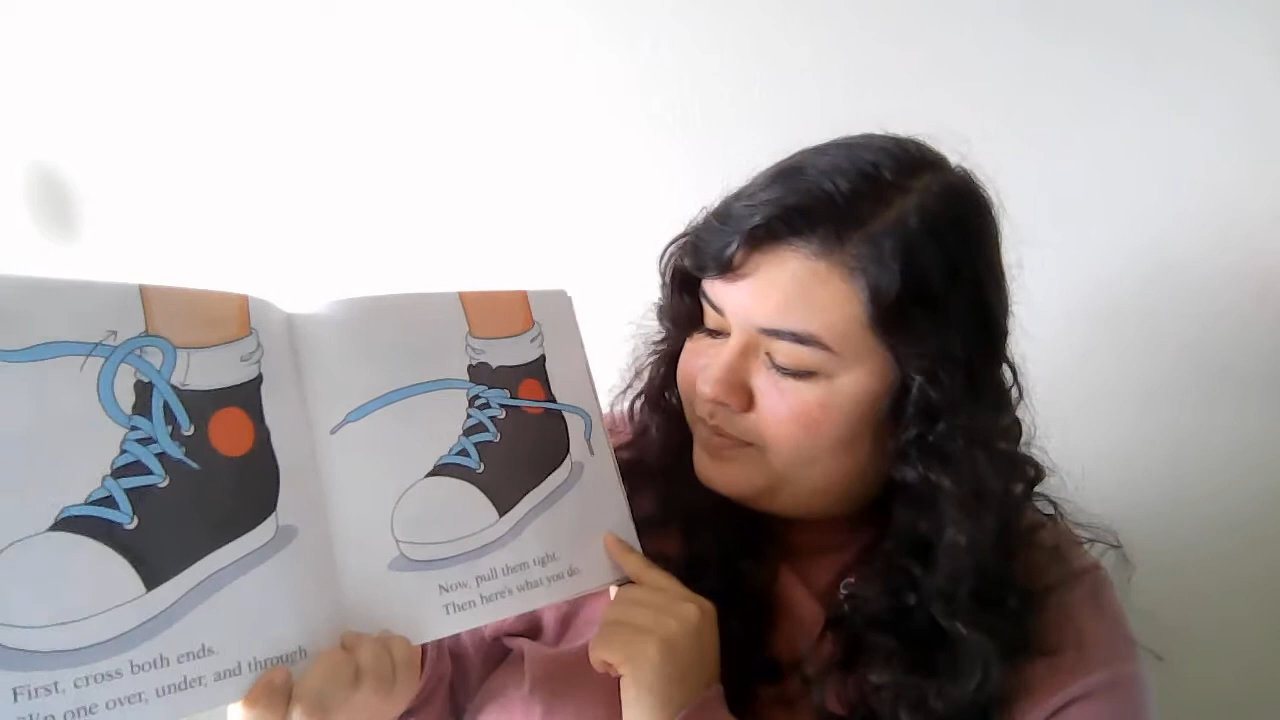 First, cross both ends.
one over, under, and through
Now, pull them tight.
Then here's what you do.